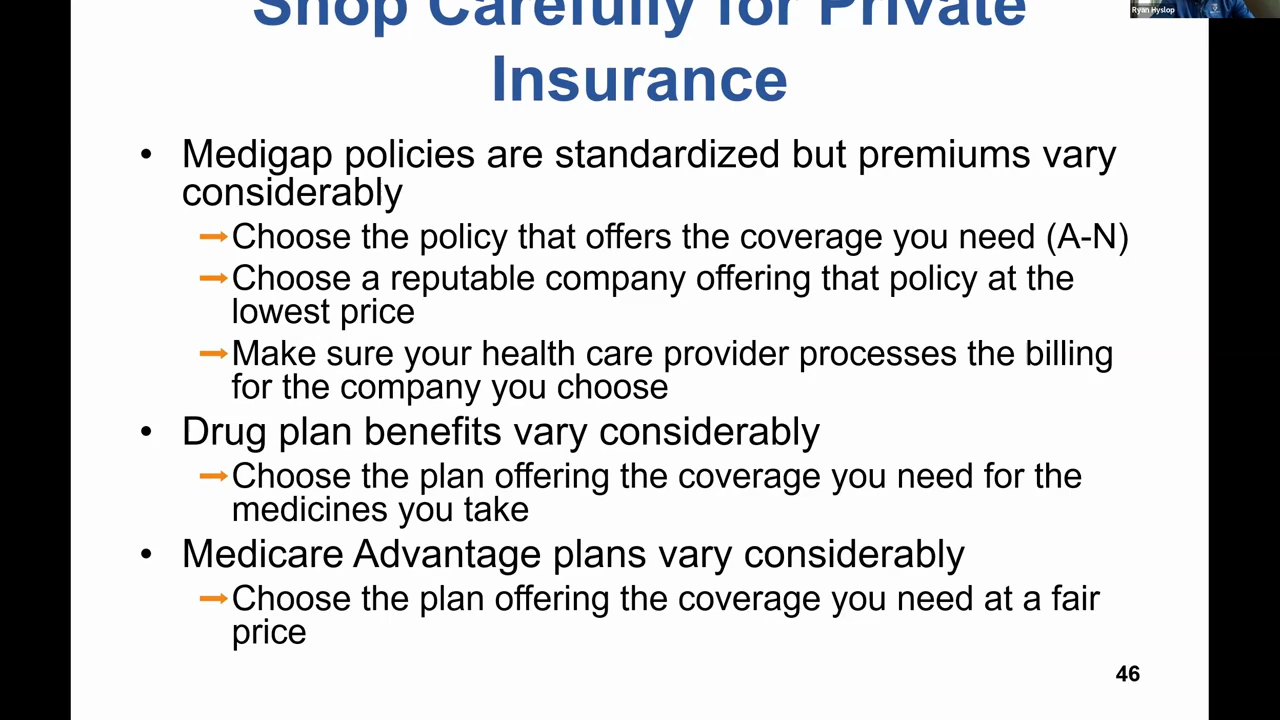 Ryan Hyslop
Shop Carefully for Private
Insurance
• Medigap policies are standardized but premiums vary
considerably
→Choose the policy that offers the coverage you need (A-N)
→Choose a reputable company offering that policy at the
lowest price
→Make sure your health care provider processes the billing
for the company you choose
• Drug plan benefits vary considerably
→Choose the plan offering the coverage you need for the
medicines you take
• Medicare Advantage plans vary considerably
→Choose the plan offering the coverage you need at a fair
price
46